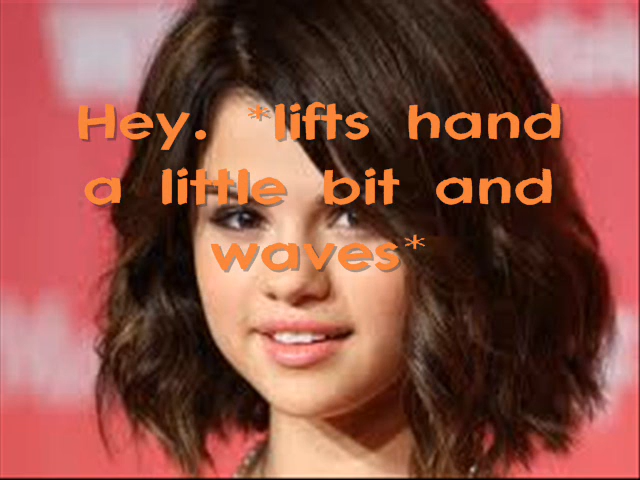 Hey. *lifts hand
a little bit and
waves*